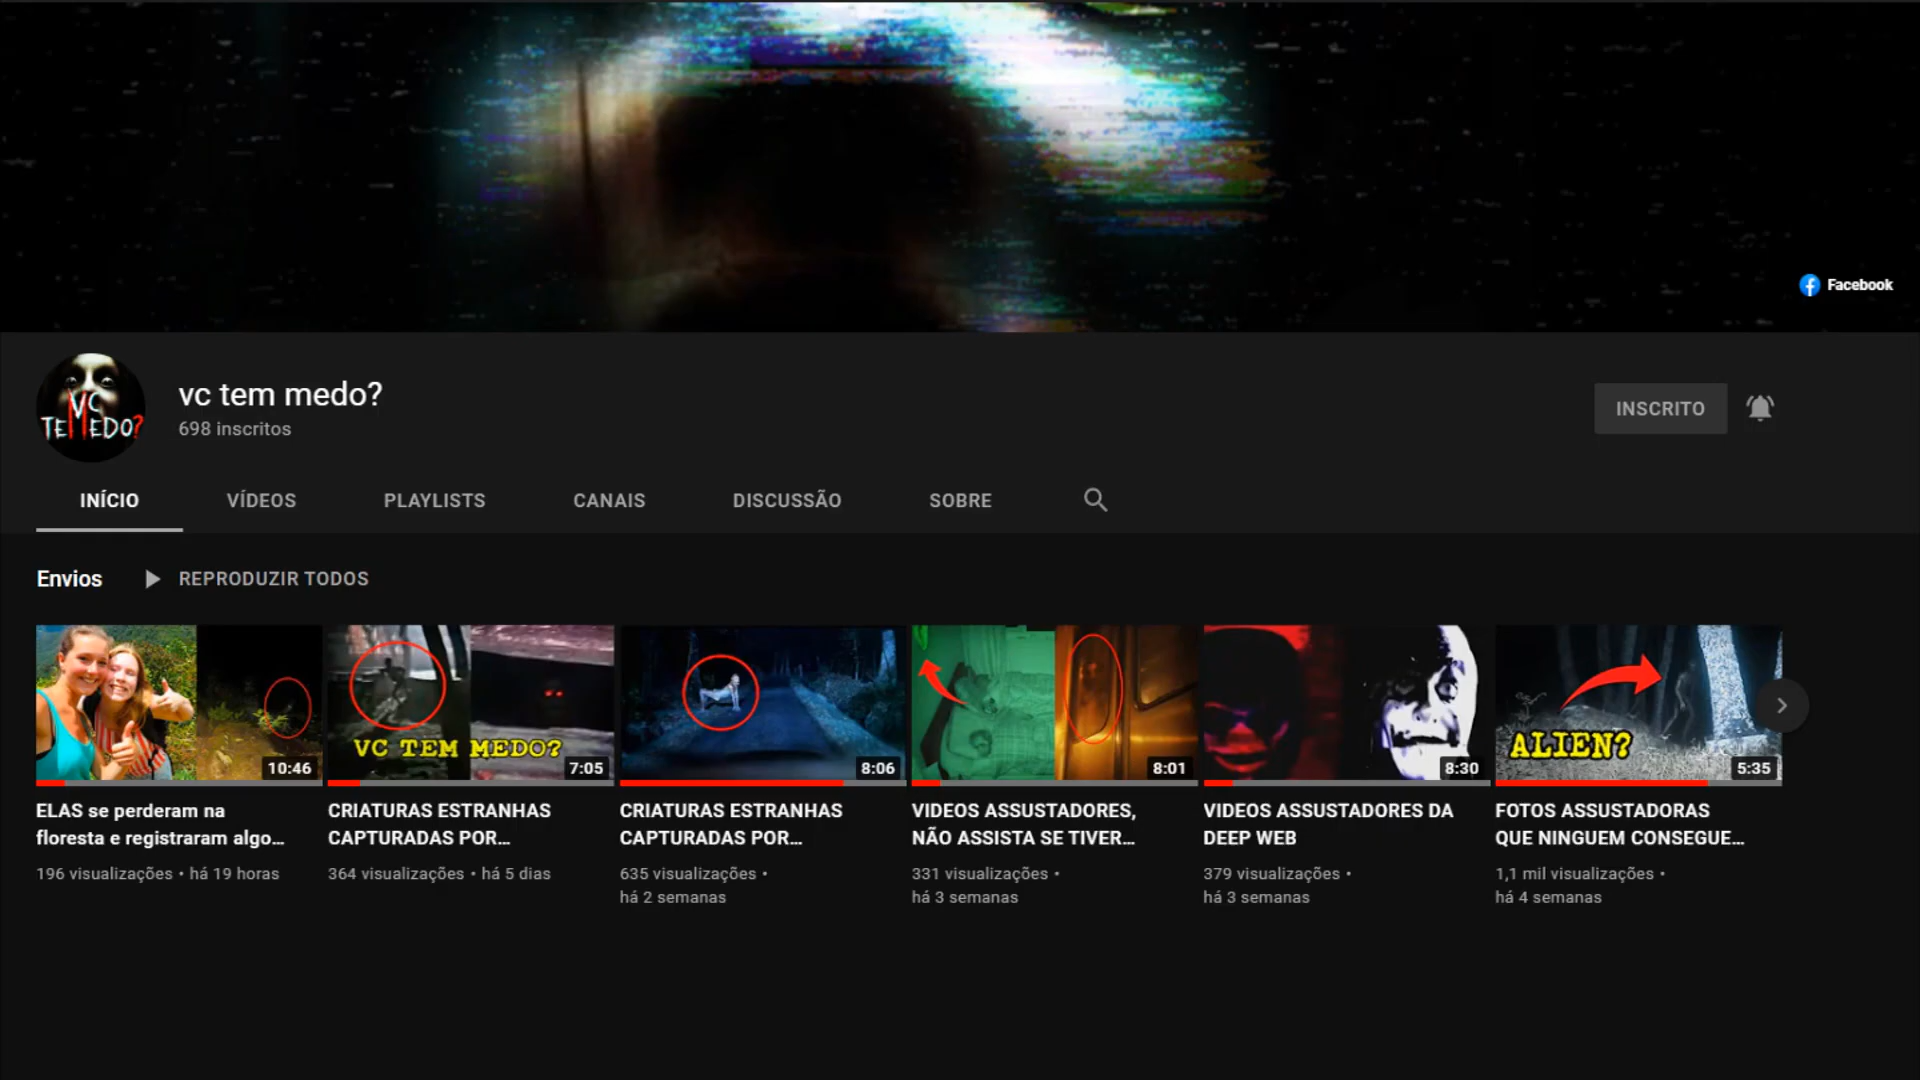 Facebook
VC
TEMEDO?
vc tem medo?
698 inscritos
INSCRITO
INÍCIO VÍDEOS PLAYLISTS CANAIS DISCUSSÃO SOBRE
Envios REPRODUZIR TODOS
10:46
VC TEM MEDO?
7:05
8:06
8:01
8:30
ALIEN?
5:35
ELAS se perderam na
floresta e registraram algo...
196 visualizações • há 19 horas
CRIATURAS ESTRANHAS
CAPTURADAS POR...
364 visualizações • há 5 dias
CRIATURAS ESTRANHAS
CAPTURADAS POR...
635 visualizações •
há 2 semanas
VIDEOS ASSUSTADORES,
NÃO ASSISTA SE TIVER...
331 visualizações •
há 3 semanas
VIDEOS ASSUSTADORES DA
DEEP WEB
379 visualizações •
há 3 semanas
FOTOS ASSUSTADORAS
QUE NINGUEM CONSEGUE...
1,1 mil visualizações •
há 4 semanas